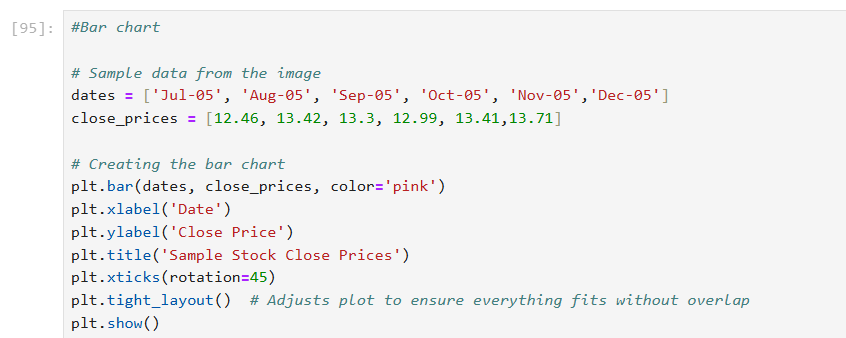 [95]: #Bar chart
# Sample data from the image
dates = ['Jul-05', 'Aug-05', 'Sep-05', 'Oct-05', 'Nov-05','Dec-05']
close_prices = [12.46, 13.42, 13.3, 12.99, 13.41,13.71]
# Creating the bar chart
plt.bar(dates, close_prices, color='pink')
plt.xlabel('Date')
plt.ylabel('Close Price')
plt.title('Sample Stock Close Prices')
plt.xticks(rotation=45)
plt.tight_layout()  # Adjusts plot to ensure everything fits without overlap
plt.show()